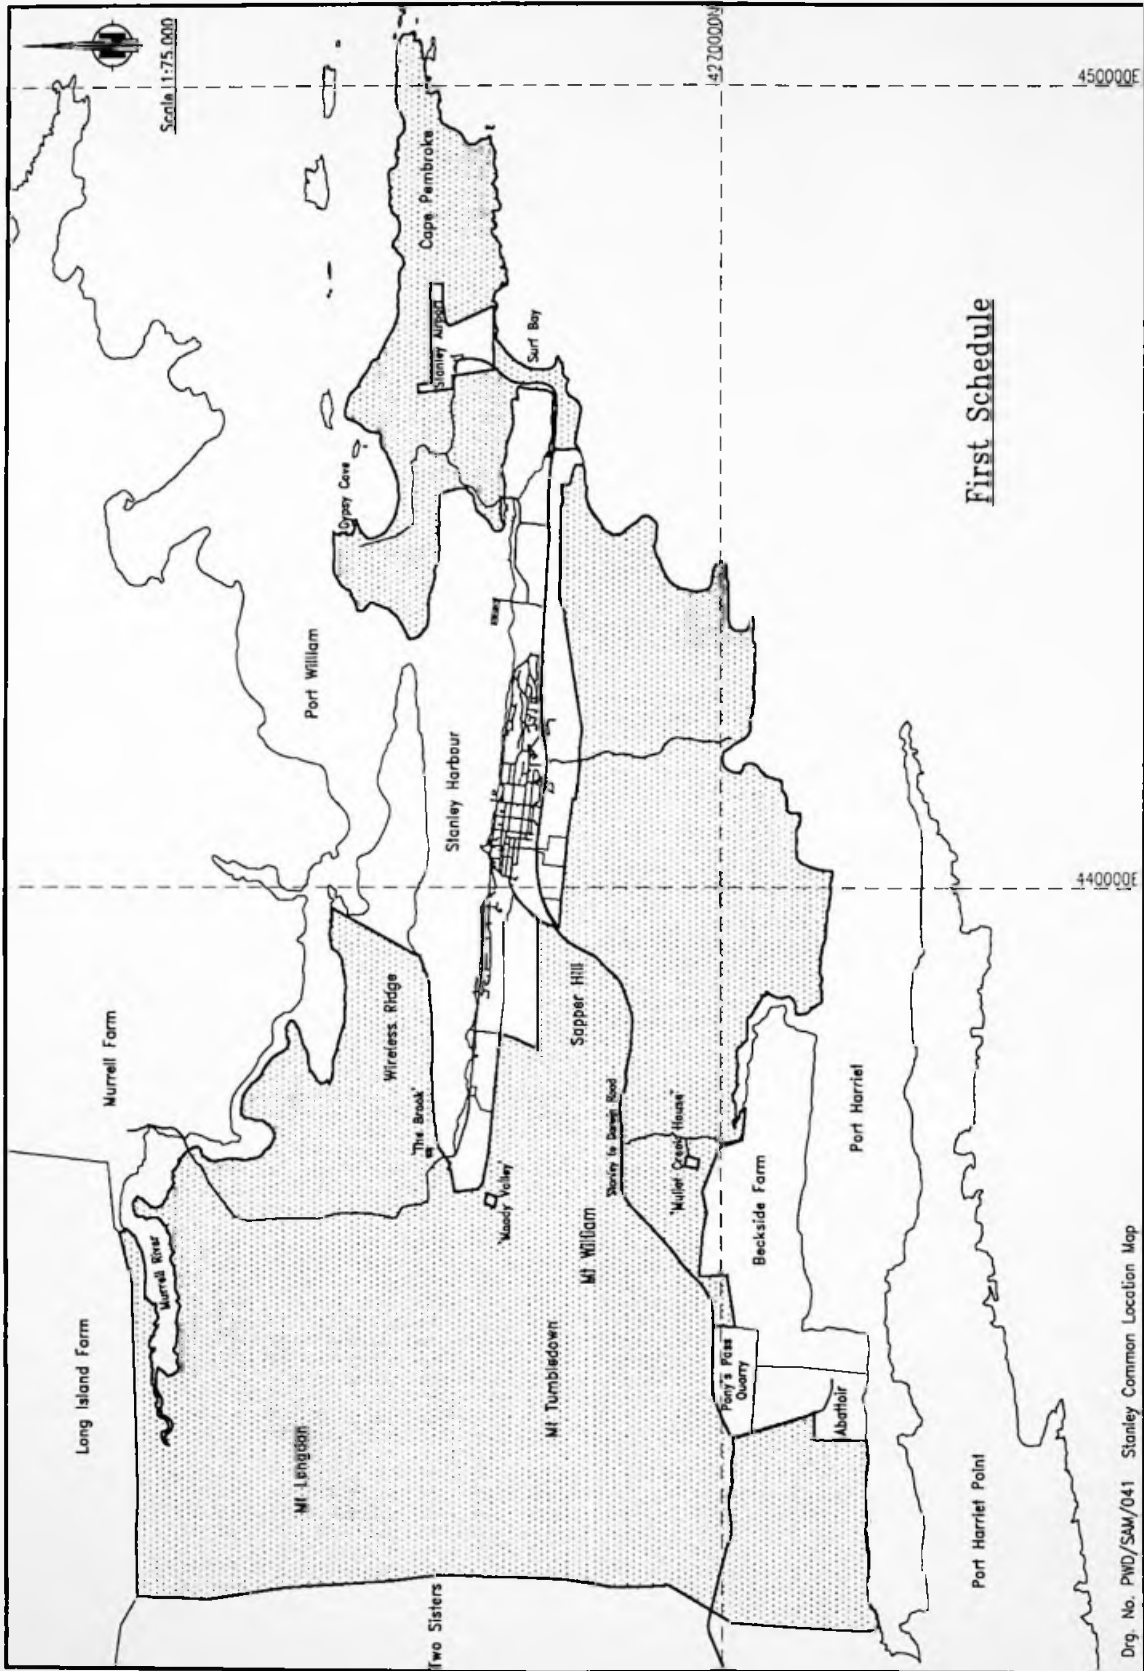 N
Scale 1:75.000
4270000N
450000E
440000E
Cape Pembroke
Stanley Airport
Surf Bay
Gypsy Cove
Port William
Stanley Harbour
Murrell Farm
Wireless Ridge
'The Brook'
Sapper Hill
'Moody Valley'
Stanley to Darwin Road
'Mullet Creek House'
Long Island Farm
Murrell River
Mt William
Mt Tumbledown
Mt Longdon
Beckside Farm
Port Harriet
Pony's Pass
Quarry
Abattoir
Two Sisters
Port Harriet Point
First Schedule
Drg. No. PWD/SAM/041 Stanley Common Location Map